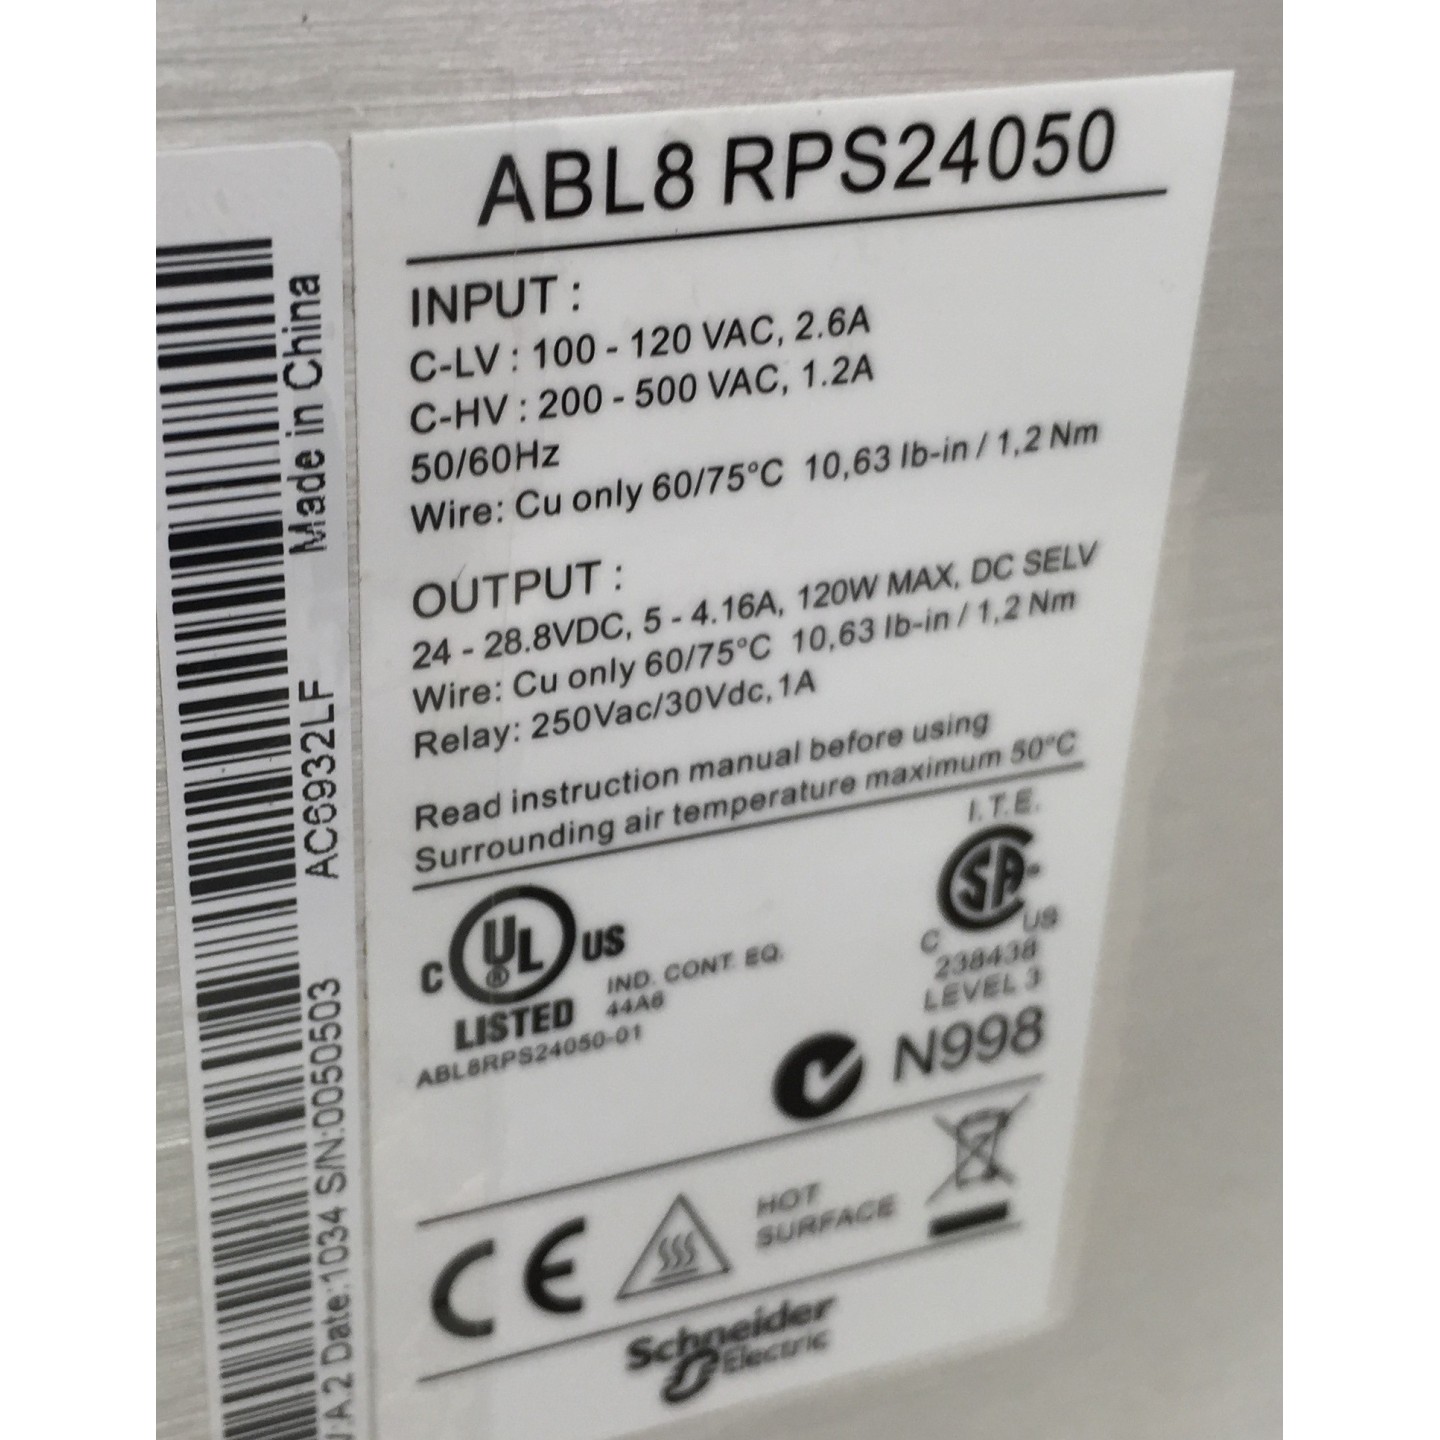 ABL8 RPS24050
INPUT :
C-LV : 100 - 120 VAC, 2.6A
C-HV : 200 - 500 VAC, 1.2A
50/60Hz
Wire: Cu only 60/75°C 10,63 lb-in / 1,2 Nm
OUTPUT :
24 - 28.8VDC, 5 - 4.16A, 120W MAX, DC SELV
Wire: Cu only 60/75°C 10,63 lb-in / 1,2 Nm
Relay: 250Vac/30Vdc, 1A
Read instruction manual before using
Surrounding air temperature maximum 50°C
C UL ® US
LISTED
IND. CONT. EQ.
44A6
ABL8RPS24050-01
I.T.E.
SA
C US
238438
LEVEL 3
N998
CE
HOT
SURFACE
Schneider
Electric
Made in China
AC6932LF
A.2 Date:1034 S/N:0050503